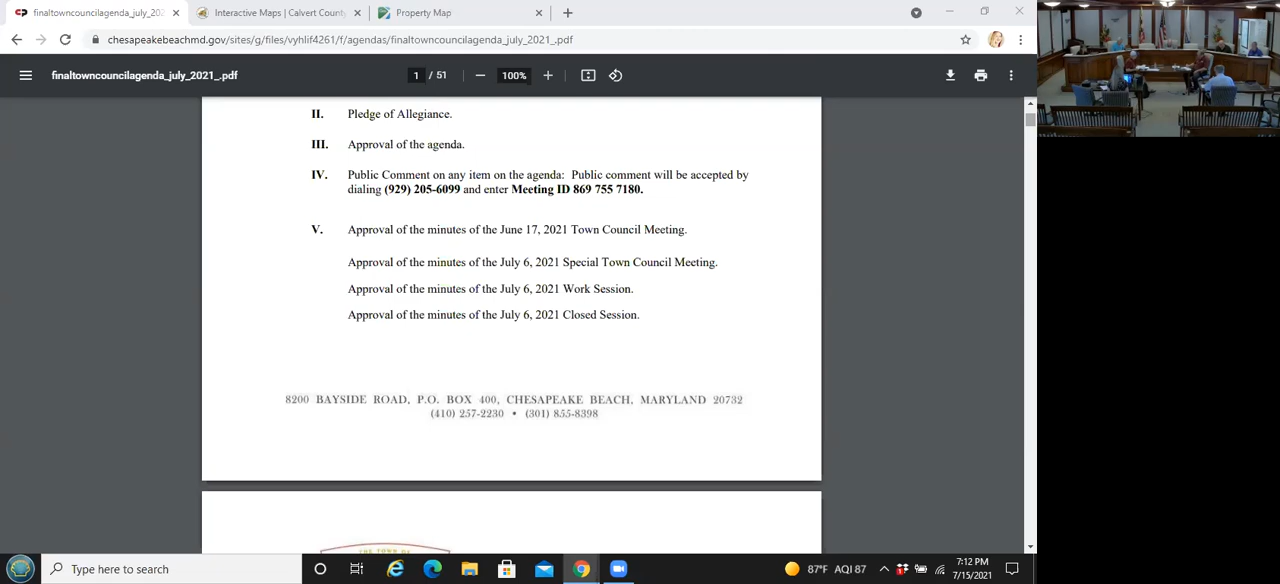 finaltowncouncilagenda_july_202
Interactive Maps | Calvert County
Property Map
chesapeakebeachmd.gov/sites/g/files/vyhlif4261/f/agendas/finaltowncouncilagenda_july_2021_.pdf
finaltowncouncilagenda_july_2021_.pdf
1 / 51
100%
II. Pledge of Allegiance.
III. Approval of the agenda.
IV. Public Comment on any item on the agenda: Public comment will be accepted by
dialing (929) 205-6099 and enter Meeting ID 869 755 7180.
V. Approval of the minutes of the June 17, 2021 Town Council Meeting.
Approval of the minutes of the July 6, 2021 Special Town Council Meeting.
Approval of the minutes of the July 6, 2021 Work Session.
Approval of the minutes of the July 6, 2021 Closed Session.
8200 BAYSIDE ROAD, P.O. BOX 400, CHESAPEAKE BEACH, MARYLAND 20732
(410) 257-2230 • (301) 855-8398
THE TOWN OF
Type here to search
87°F AQI 87
7:12 PM
7/15/2021